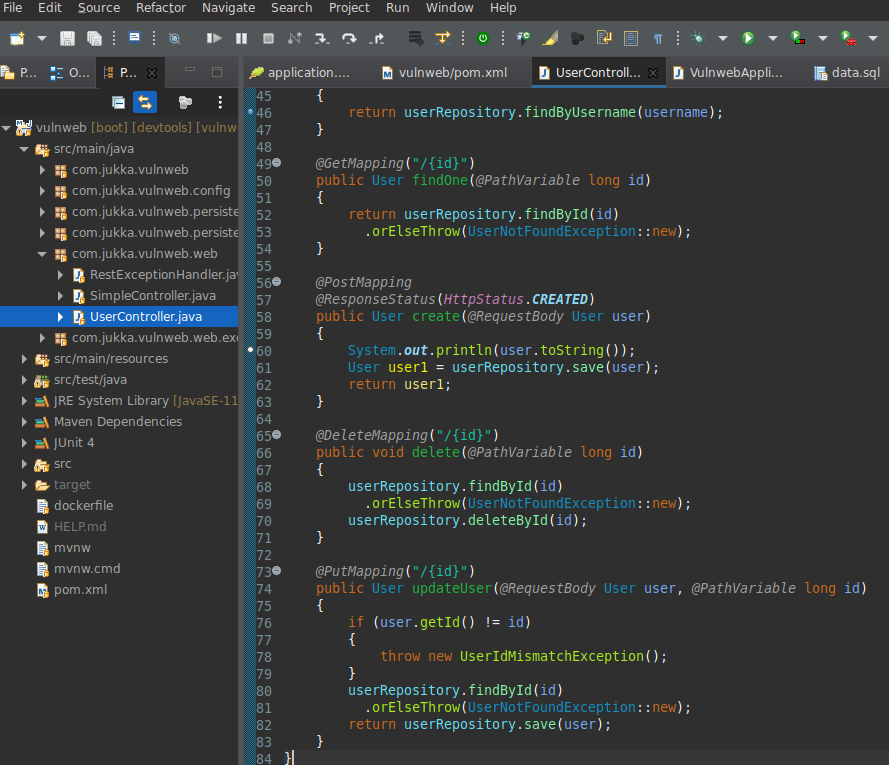 File Edit Source Refactor Navigate Search Project Run Window Help
P... O... P... application.... vulnweb/pom.xml UserControll... VulnwebAppli... data.sql
vulnweb [boot] [devtools] [vulnw
src/main/java
com.jukka.vulnweb
com.jukka.vulnweb.config
com.jukka.vulnweb.persiste
com.jukka.vulnweb.persiste
com.jukka.vulnweb.web
RestExceptionHandler.jav
SimpleController.java
UserController.java
com.jukka.vulnweb.web.exc
src/main/resources
src/test/java
JRE System Library [JavaSE-11
Maven Dependencies
JUnit 4
src
target
dockerfile
HELP.md
mvnw
mvnw.cmd
pom.xml
45 {
46 return userRepository.findByUsername(username);
47 }
48
49 @GetMapping("/{id}")
50 public User findOne(@PathVariable long id)
51 {
52 return userRepository.findById(id)
53 .orElseThrow(UserNotFoundException::new);
54 }
55
56 @PostMapping
57 @ResponseStatus(HttpStatus.CREATED)
58 public User create(@RequestBody User user)
59 {
60 System.out.println(user.toString());
61 User user1 = userRepository.save(user);
62 return user1;
63 }
64
65 @DeleteMapping("/{id}")
66 public void delete(@PathVariable long id)
67 {
68 userRepository.findById(id)
69 .orElseThrow(UserNotFoundException::new);
70 userRepository.deleteById(id);
71 }
72
73 @PutMapping("/{id}")
74 public User updateUser(@RequestBody User user, @PathVariable long id)
75 {
76 if (user.getId() != id)
77 {
78 throw new UserIdMismatchException();
79 }
80 userRepository.findById(id)
81 .orElseThrow(UserNotFoundException::new);
82 return userRepository.save(user);
83 }
84 }